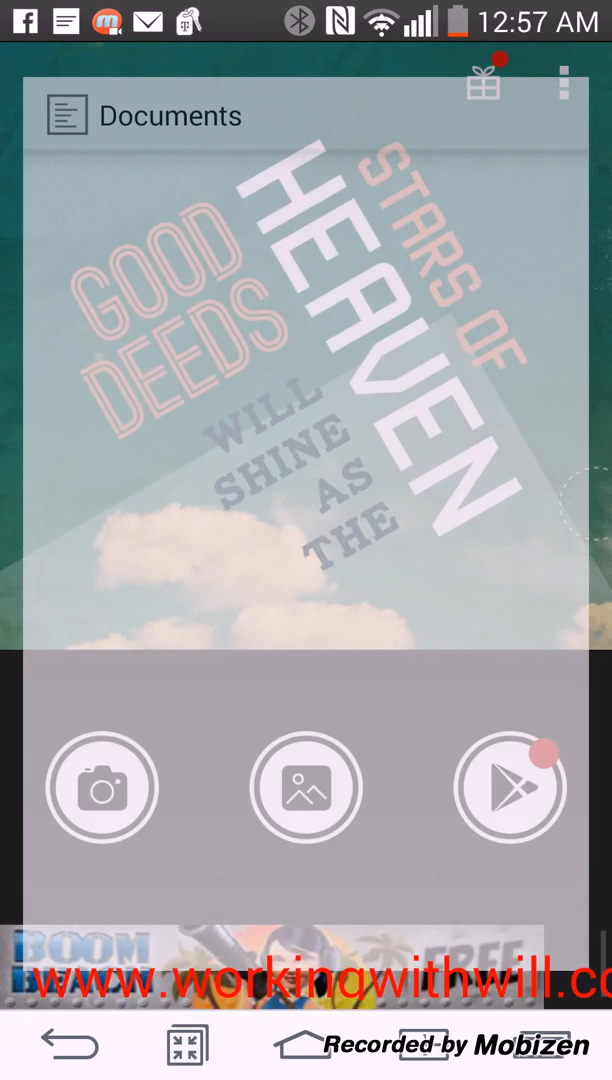 12:57 AM
Documents
GOOD
DEEDS
WILL
SHINE
AS
THE
STARS OF
HEAVEN
BOOM
FREE
www.workingwithwill.co
Recorded by Mobizen